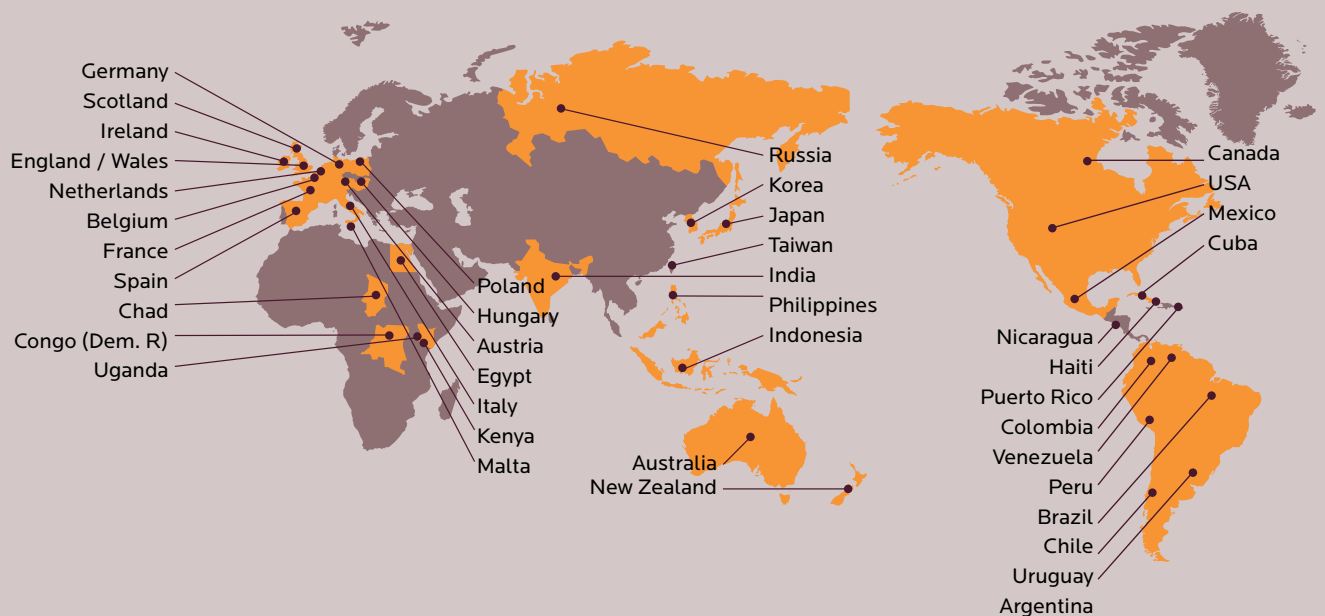 Germany
Scotland
Ireland
England / Wales
Netherlands
Belgium
France
Spain
Chad
Congo (Dem. R)
Uganda
Poland
Hungary
Austria
Egypt
Italy
Kenya
Malta
Russia
Korea
Japan
Taiwan
India
Philippines
Indonesia
Australia
New Zealand
Canada
USA
Mexico
Cuba
Nicaragua
Haiti
Puerto Rico
Colombia
Venezuela
Peru
Brazil
Chile
Uruguay
Argentina